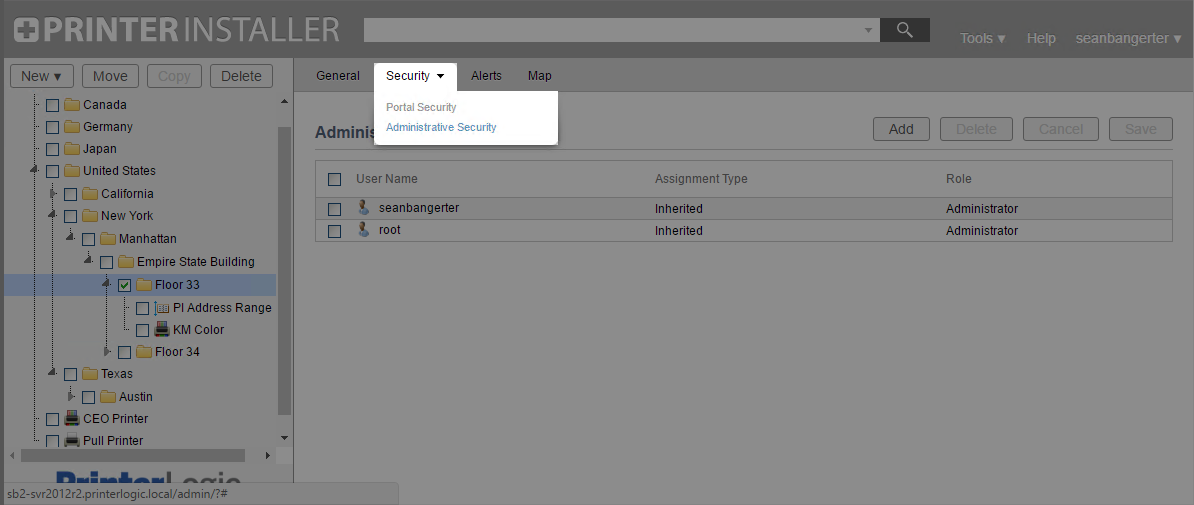 PRINTERINSTALLER
Tools ▾ Help seanbangerter ▾
New ▾ Move Copy Delete
General Security ▾ Alerts Map
Portal Security
Administrative Security
Adminis
Add Delete Cancel Save
Canada
Germany
Japan
United States
California
New York
Manhattan
Empire State Building
Floor 33
PI Address Range
KM Color
Floor 34
Texas
Austin
CEO Printer
Pull Printer
User Name Assignment Type Role
seanbangerter Inherited Administrator
root Inherited Administrator
PrinterLogic
sb2-svr2012r2.printerlogic.local/admin/?#